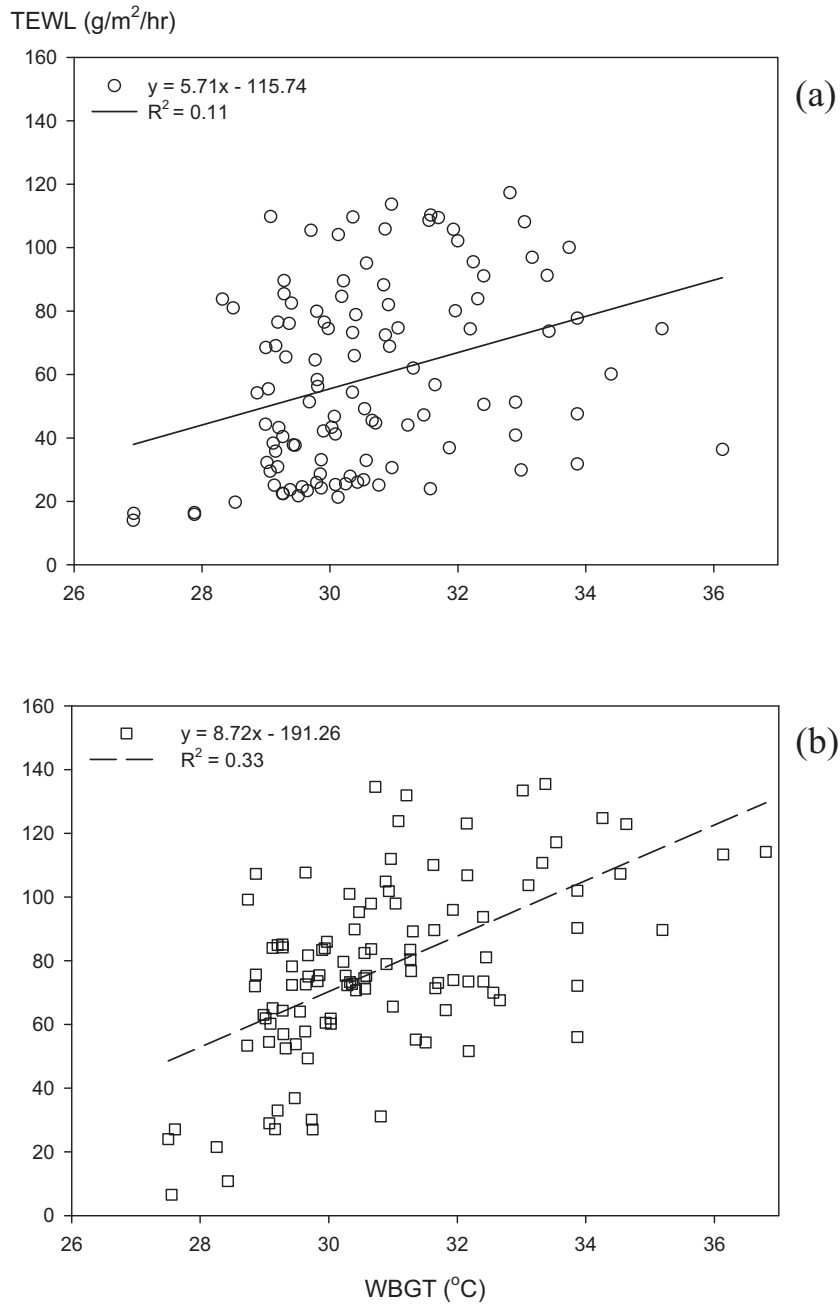 TEWL (g/m²/hr)
160
140
120
100
80
60
40
20
0
y = 5.71x - 115.74
R² = 0.11
(a)
26 28 30 32 34 36
160
140
120
100
80
60
40
20
0
y = 8.72x - 191.26
R² = 0.33
(b)
26 28 30 32 34 36
WBGT (°C)